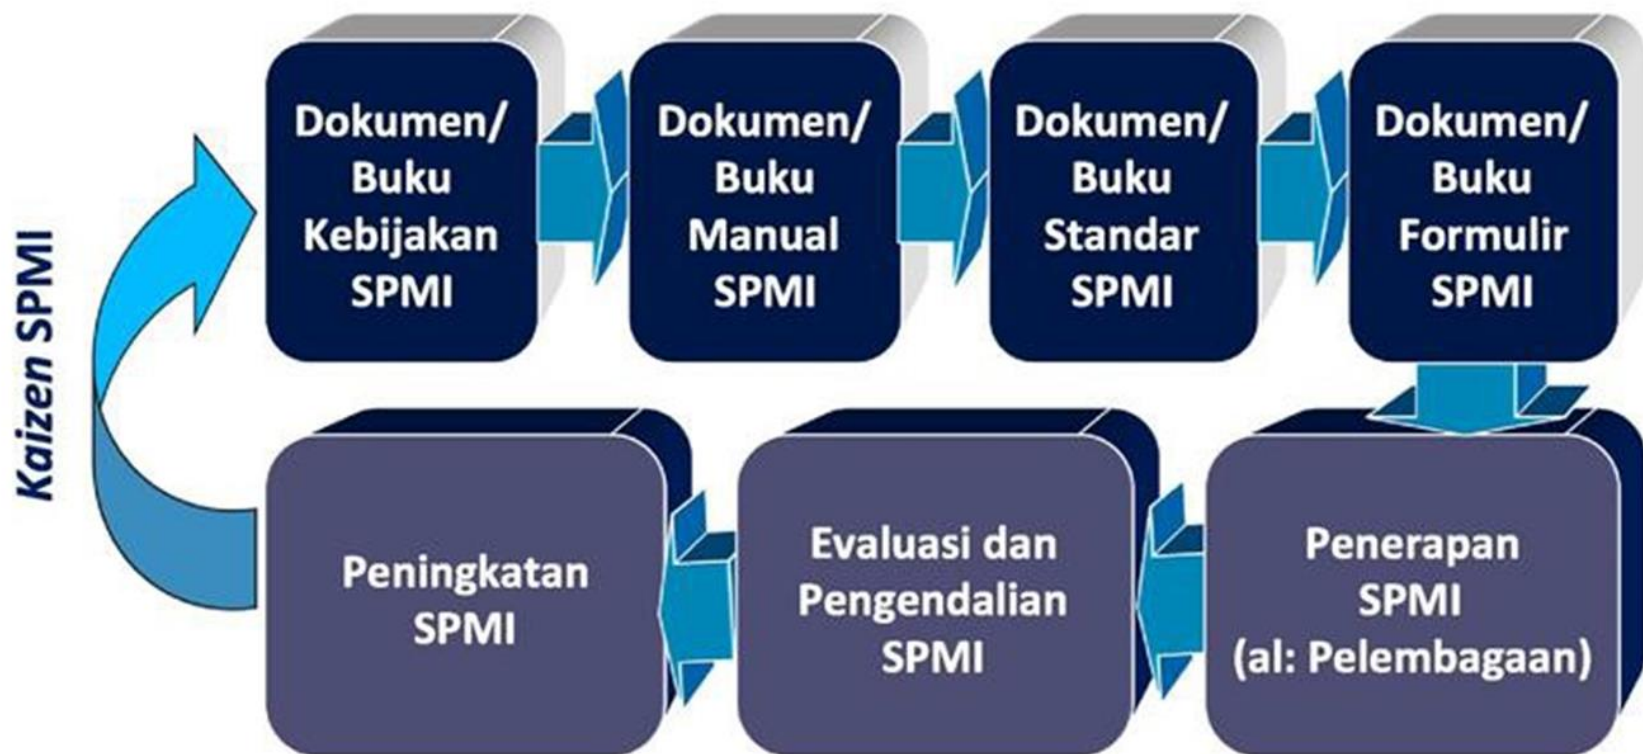 Dokumen/
Buku
Kebijakan
SPMI
Dokumen/
Buku
Manual
SPMI
Dokumen/
Buku
Standar
SPMI
Dokumen/
Buku
Formulir
SPMI
Kaizen SPMI
Peningkatan
SPMI
Evaluasi dan
Pengendalian
SPMI
Penerapan
SPMI
(al: Pelembagaan)